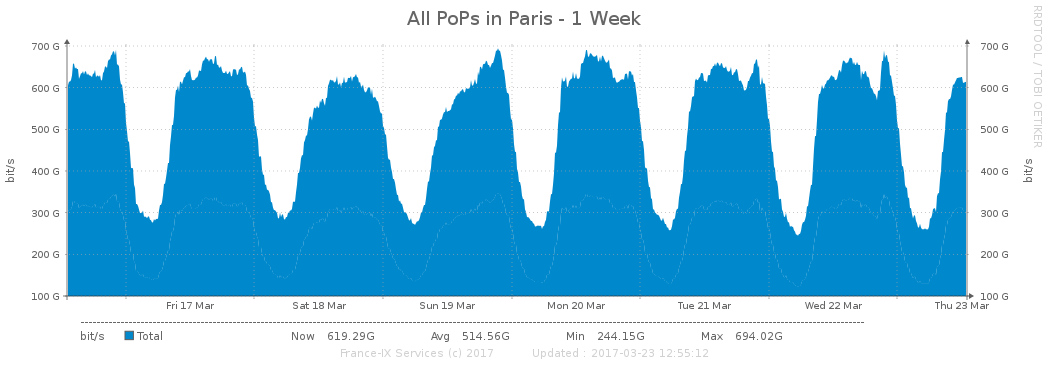 All PoPs in Paris - 1 Week
RRDTOOL / TOBI OETIKER
bit/s
bit/s
700 G 700 G
600 G 600 G
500 G 500 G
400 G 400 G
300 G 300 G
200 G 200 G
100 G 100 G
Fri 17 Mar Sat 18 Mar Sun 19 Mar Mon 20 Mar Tue 21 Mar Wed 22 Mar Thu 23 Mar
bit/s Total Now 619.29G Avg 514.56G Min 244.15G Max 694.02G
France-IX Services (c) 2017 Updated : 2017-03-23 12:55:12